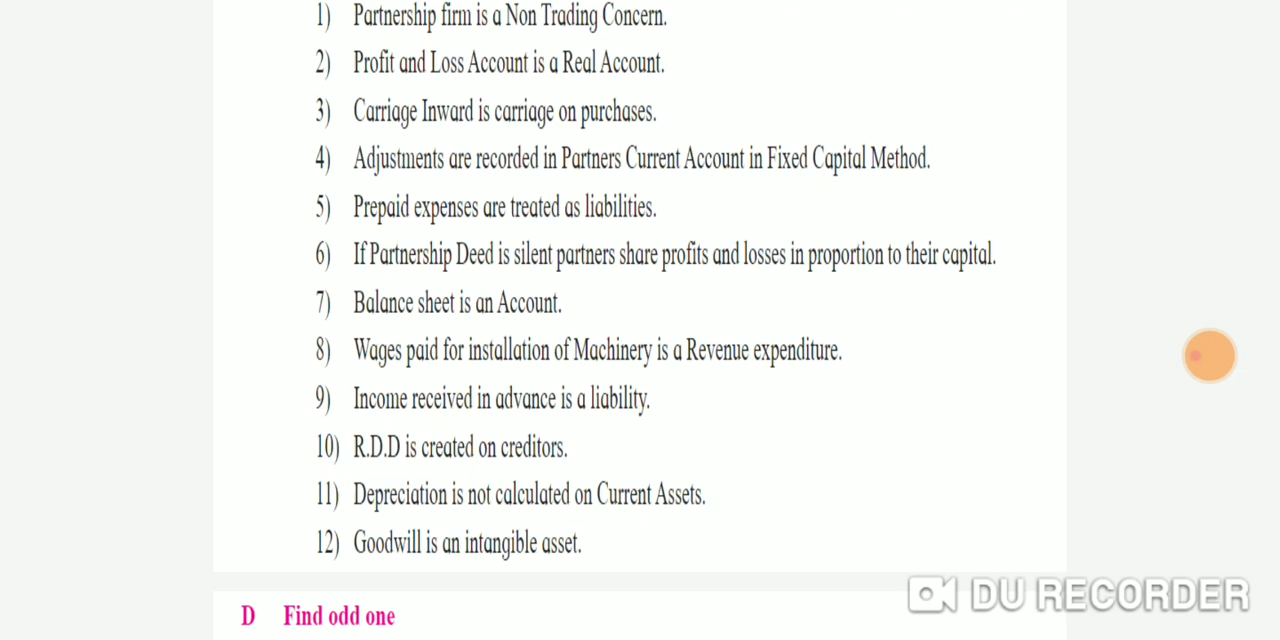 1) Partnership firm is a Non Trading Concern.
2) Profit and Loss Account is a Real Account.
3) Carriage Inward is carriage on purchases.
4) Adjustments are recorded in Partners Current Account in Fixed Capital Method.
5) Prepaid expenses are treated as liabilities.
6) If Partnership Deed is silent partners share profits and losses in proportion to their capital.
7) Balance sheet is an Account.
8) Wages paid for installation of Machinery is a Revenue expenditure.
9) Income received in advance is a liability.
10) R.D.D is created on creditors.
11) Depreciation is not calculated on Current Assets.
12) Goodwill is an intangible asset.
DU RECORDER
D Find odd one